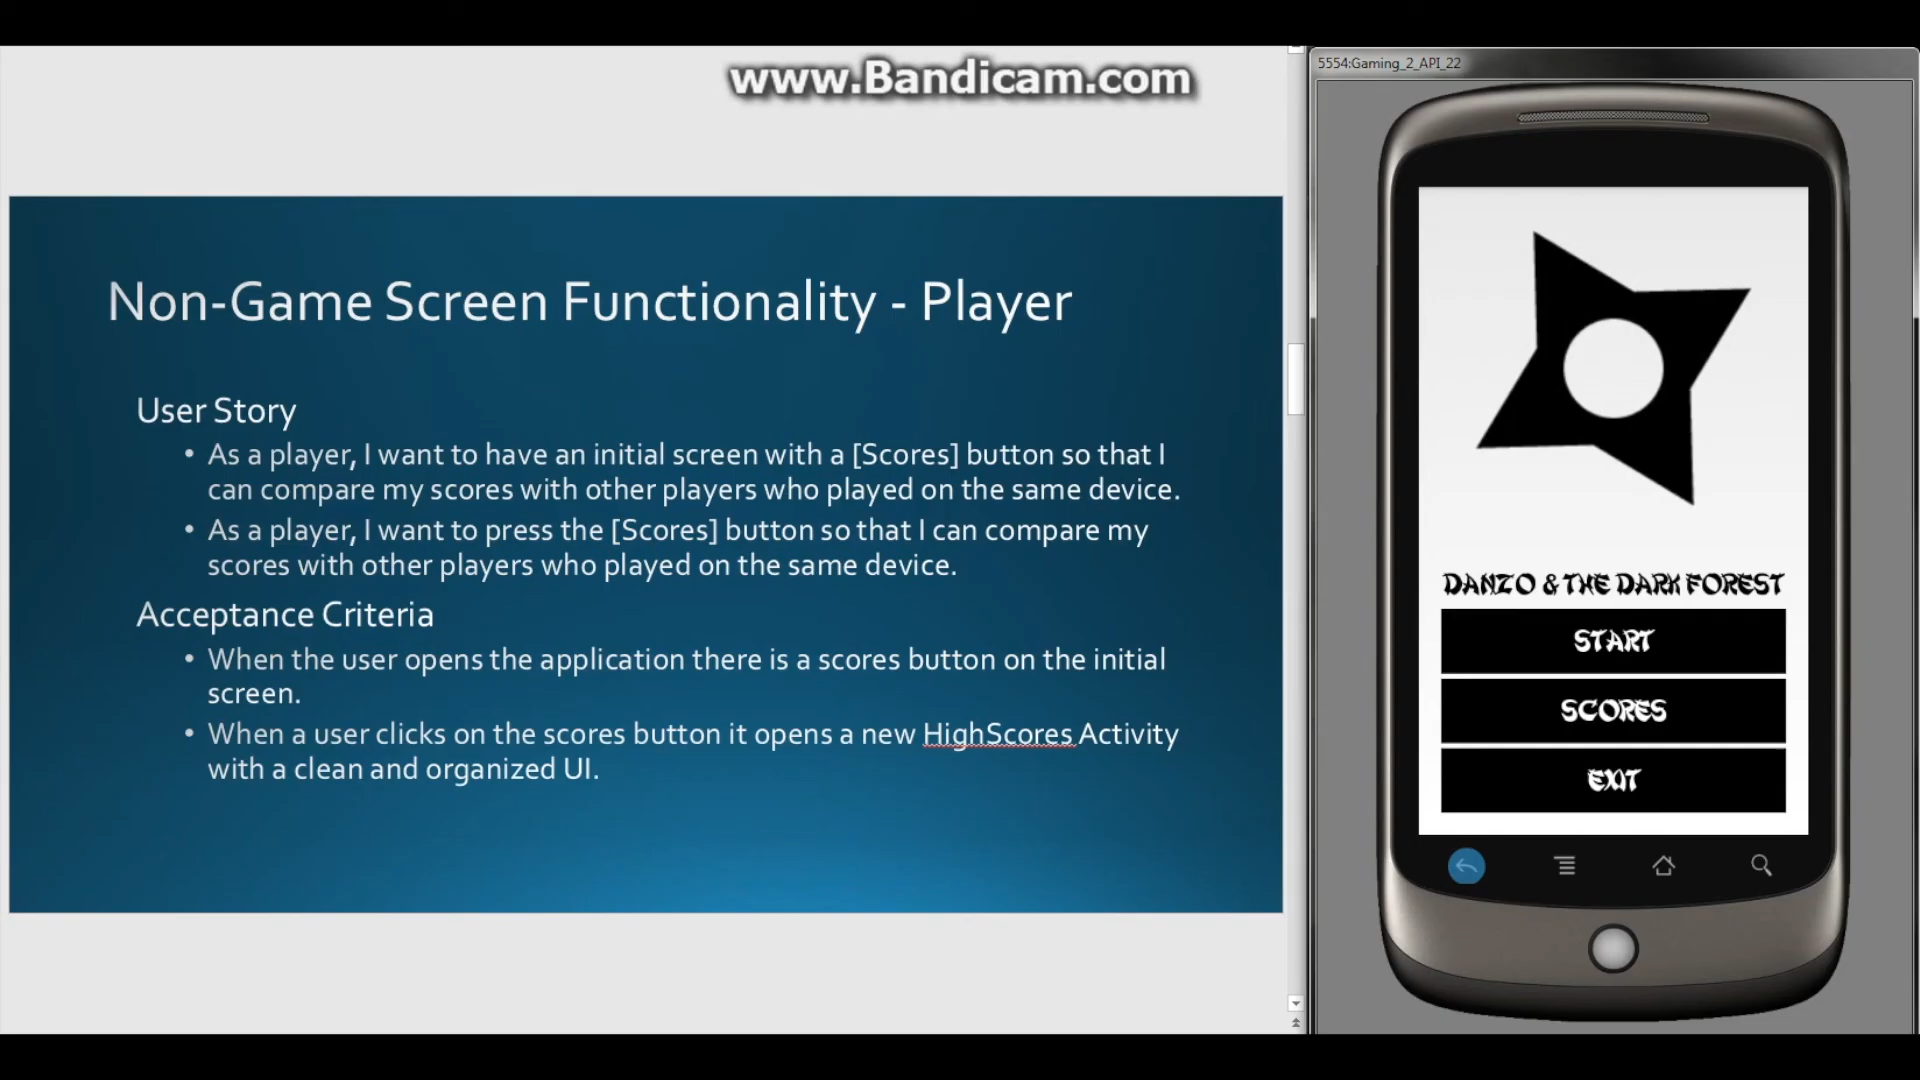 www.Bandicam.com
5554:Gaming_2_API_22
Non-Game Screen Functionality - Player
User Story
• As a player, I want to have an initial screen with a [Scores] button so that I
can compare my scores with other players who played on the same device.
• As a player, I want to press the [Scores] button so that I can compare my
scores with other players who played on the same device.
Acceptance Criteria
• When the user opens the application there is a scores button on the initial
screen.
• When a user clicks on the scores button it opens a new HighScores Activity
with a clean and organized UI.
DANZO & THE DARK FOREST
START
SCORES
EXIT